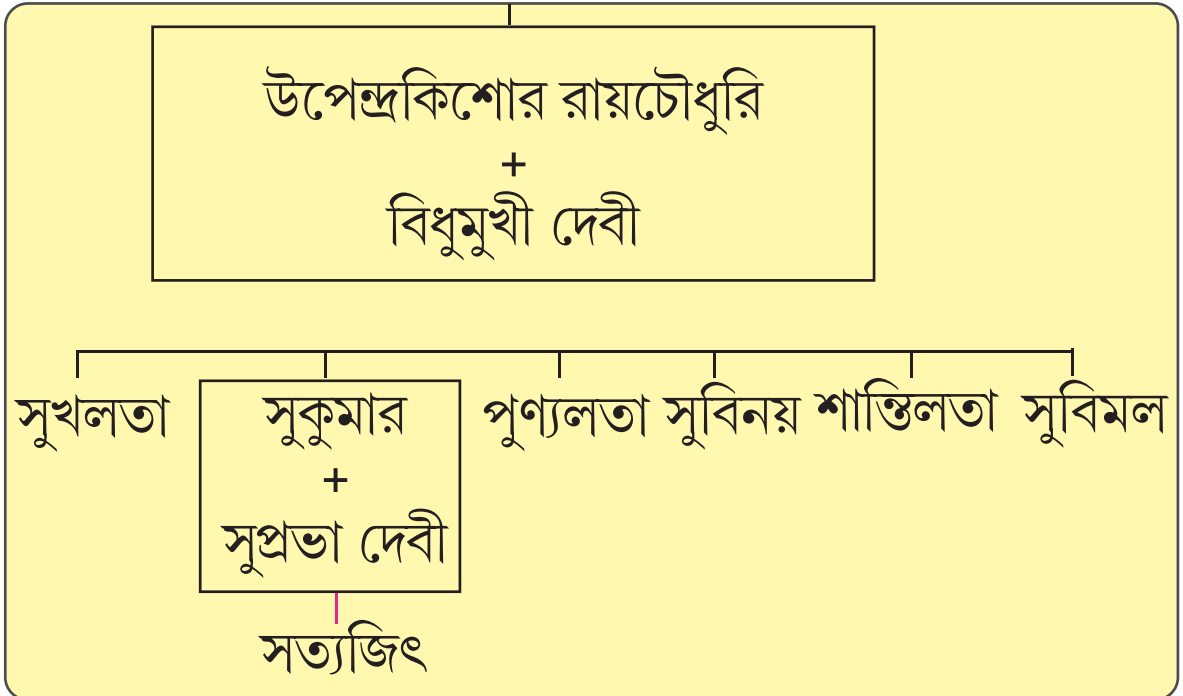 উপেন্দ্রকিশোর রায়চৌধুরি
+
বিধুমুখী দেবী
সুখলতা সুকুমার পুণ্যলতা সুবিনয় শান্তিলতা সুবিমল
+
সুপ্রভা দেবী
সত্যজিৎ